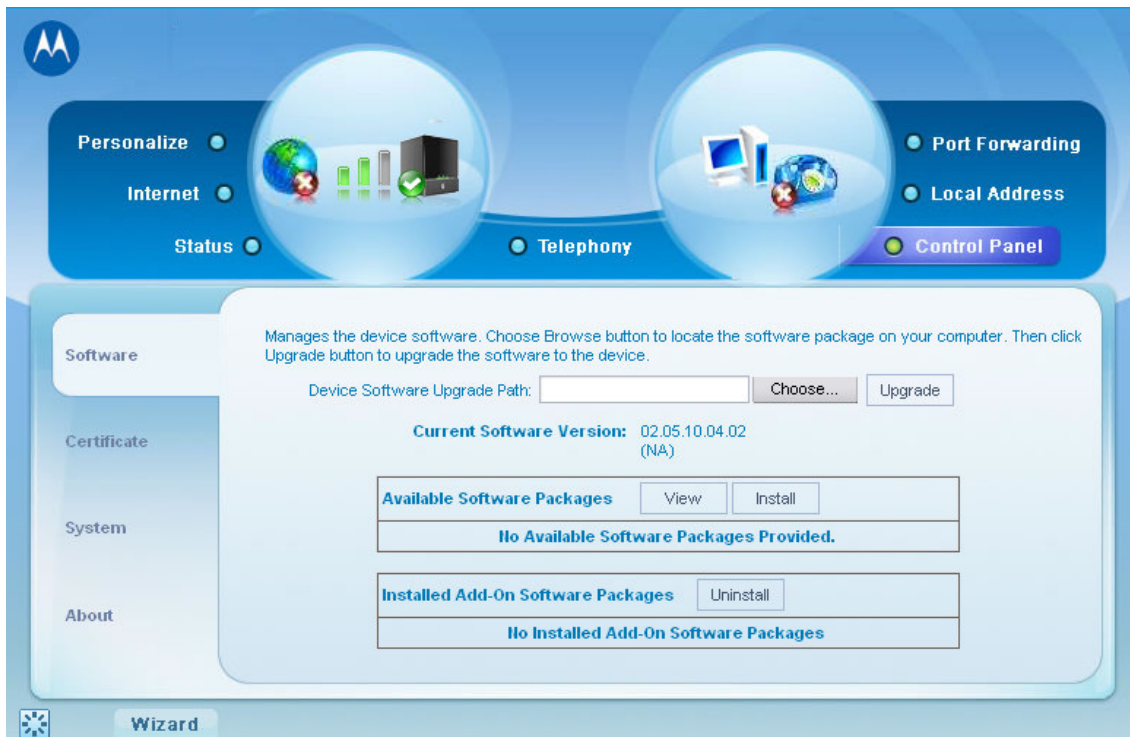 Personalize
Internet
Status
Telephony
Port Forwarding
Local Address
Control Panel
Software
Certificate
System
About
Manages the device software. Choose Browse button to locate the software package on your computer. Then click
Upgrade button to upgrade the software to the device.
Device Software Upgrade Path: Choose... Upgrade
Current Software Version: 02.05.10.04.02
(NA)
Available Software Packages View Install
No Available Software Packages Provided.
Installed Add-On Software Packages Uninstall
No Installed Add-On Software Packages
Wizard